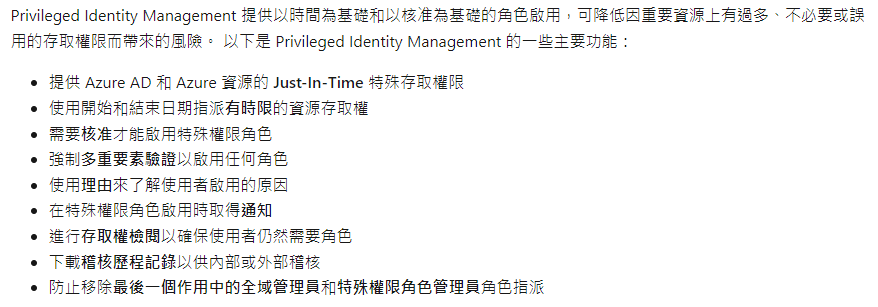 Privileged Identity Management 提供以時間為基礎和以核准為基礎的角色啟用，可降低因重要資源上有過多、不必要或誤
用的存取權限而帶來的風險。 以下是 Privileged Identity Management 的一些主要功能：
• 提供 Azure AD 和 Azure 資源的 Just-In-Time 特殊存取權限
• 使用開始和結束日期指派有時限的資源存取權
• 需要核准才能啟用特殊權限角色
• 強制多重要素驗證以啟用任何角色
• 使用理由來了解使用者啟用的原因
• 在特殊權限角色啟用時取得通知
• 進行存取權檢閱以確保使用者仍然需要角色
• 下載稽核歷程記錄以供內部或外部稽核
• 防止移除最後一個作用中的全域管理員和特殊權限角色管理員角色指派